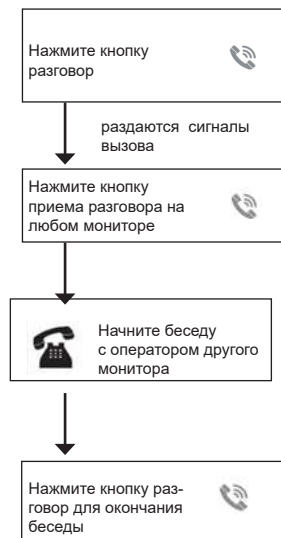 Нажмите кнопку
разговор
раздаются сигналы
вызова
Нажмите кнопку
приема разговора на
любом мониторе
Начните беседу
с оператором другого
монитора
Нажмите кнопку раз-
говор для окончания
беседы